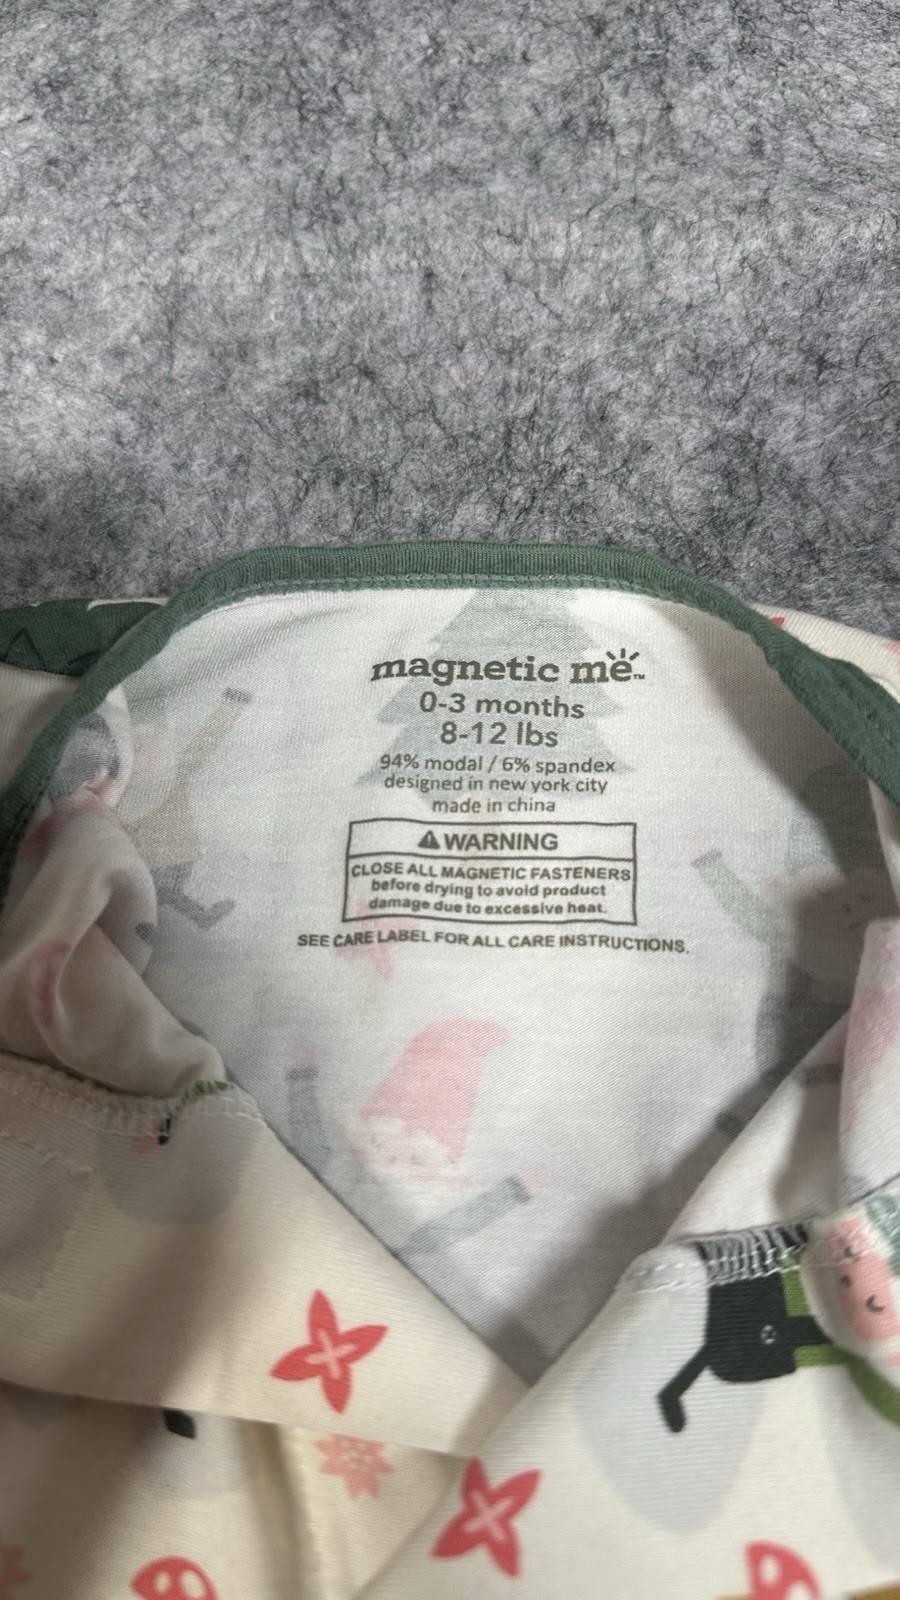 magnetic me™
0-3 months
8-12 lbs
94% modal / 6% spandex
designed in new york city
made in china
⚠ WARNING
CLOSE ALL MAGNETIC FASTENERS
before drying to avoid product
damage due to excessive heat.
SEE CARE LABEL FOR ALL CARE INSTRUCTIONS.